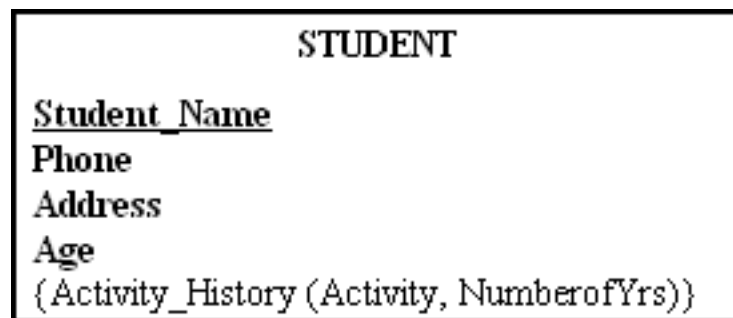 STUDENT
Student_Name
Phone
Address
Age
{Activity_History (Activity, NumberofYrs)}